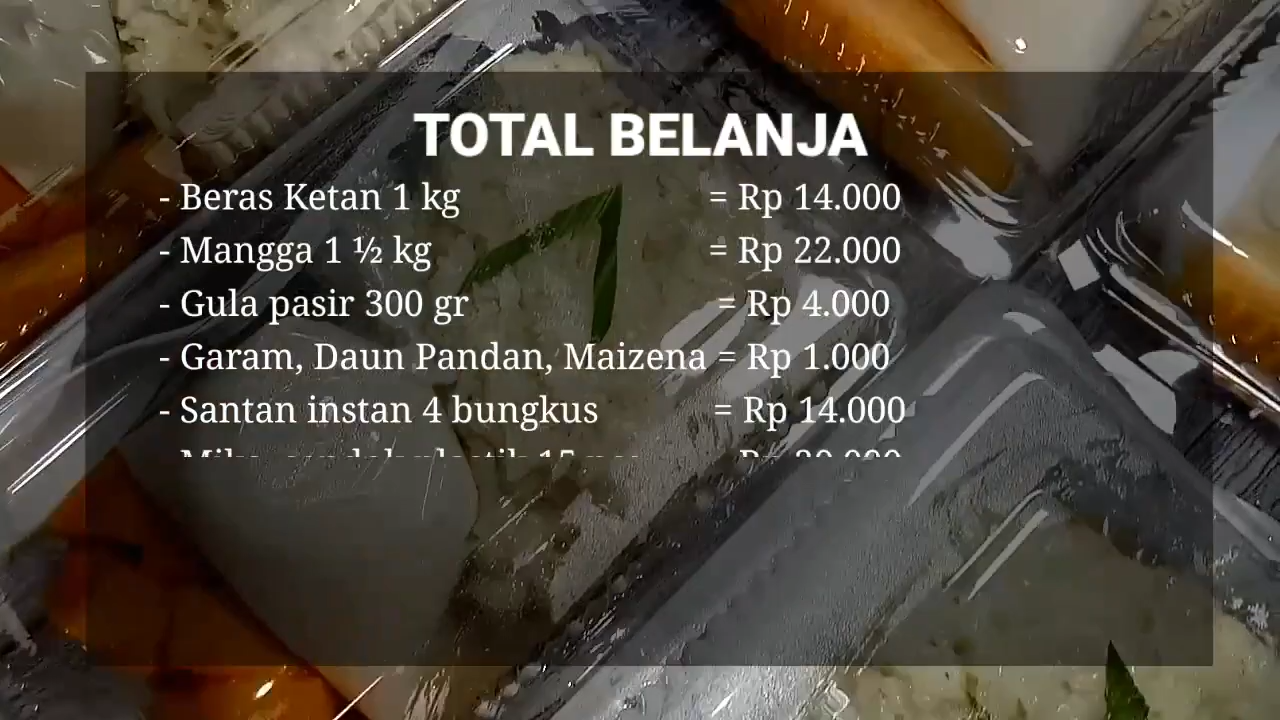 TOTAL BELANJA
- Beras Ketan 1 kg = Rp 14.000
- Mangga 1 ½ kg = Rp 22.000
- Gula pasir 300 gr = Rp 4.000
- Garam, Daun Pandan, Maizena = Rp 1.000
- Santan instan 4 bungkus = Rp 14.000